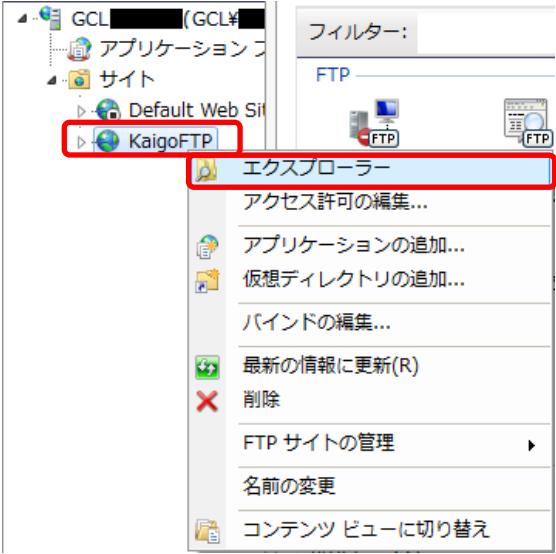 GCL (GCL¥
アプリケーション プ
サイト
Default Web Sit
KaigoFTP
フィルター:
FTP
FTP
FTP
エクスプローラー
アクセス許可の編集...
アプリケーションの追加...
仮想ディレクトリの追加...
バインドの編集...
最新の情報に更新(R)
削除
FTP サイトの管理
名前の変更
コンテンツ ビューに切り替え